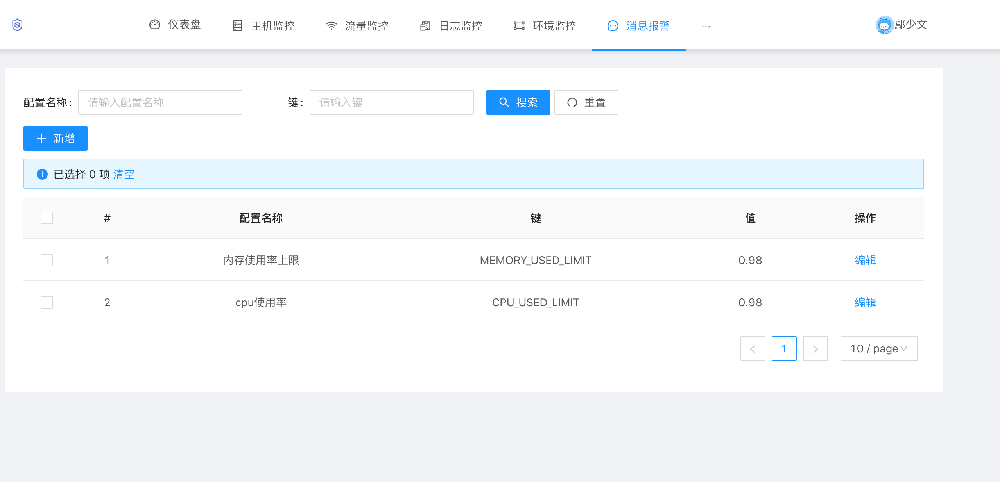 仪表盘 主机监控 流量监控 日志监控 环境监控 消息报警 ··· 鄢少文
配置名称: 请输入配置名称 键: 请输入键 搜索 重置
新增
已选择 0 项 清空
# 配置名称 键 值 操作
1 内存使用率上限 MEMORY_USED_LIMIT 0.98 编辑
2 cpu使用率 CPU_USED_LIMIT 0.98 编辑
< 1 > 10 / page